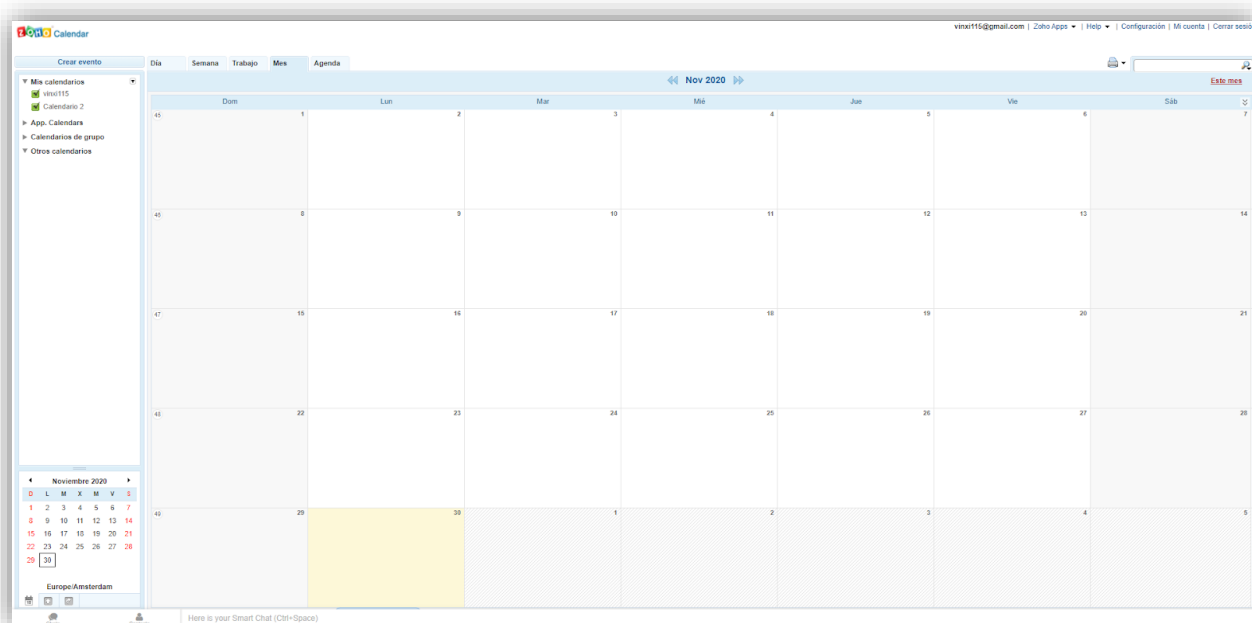 vinxi115@gmail.com | Zoho Apps | Help | Configuración | Mi cuenta | Cerrar sesió
ZOHO Calendar
Crear evento
Día Semana Trabajo Mes Agenda
Mis calendarios
vinxi115
Calendario 2
App. Calendars
Calendarios de grupo
Otros calendarios
Nov 2020
Este mes
Dom Lun Mar Mié Jue Vie Sáb
45 1 2 3 4 5 6 7
46 8 9 10 11 12 13 14
47 15 16 17 18 19 20 21
48 22 23 24 25 26 27 28
49 29 30 1 2 3 4 5
Noviembre 2020
D L M X M V S
1 2 3 4 5 6 7
8 9 10 11 12 13 14
15 16 17 18 19 20 21
22 23 24 25 26 27 28
29 30
Europe/Amsterdam
Here is your Smart Chat (Ctrl+Space)